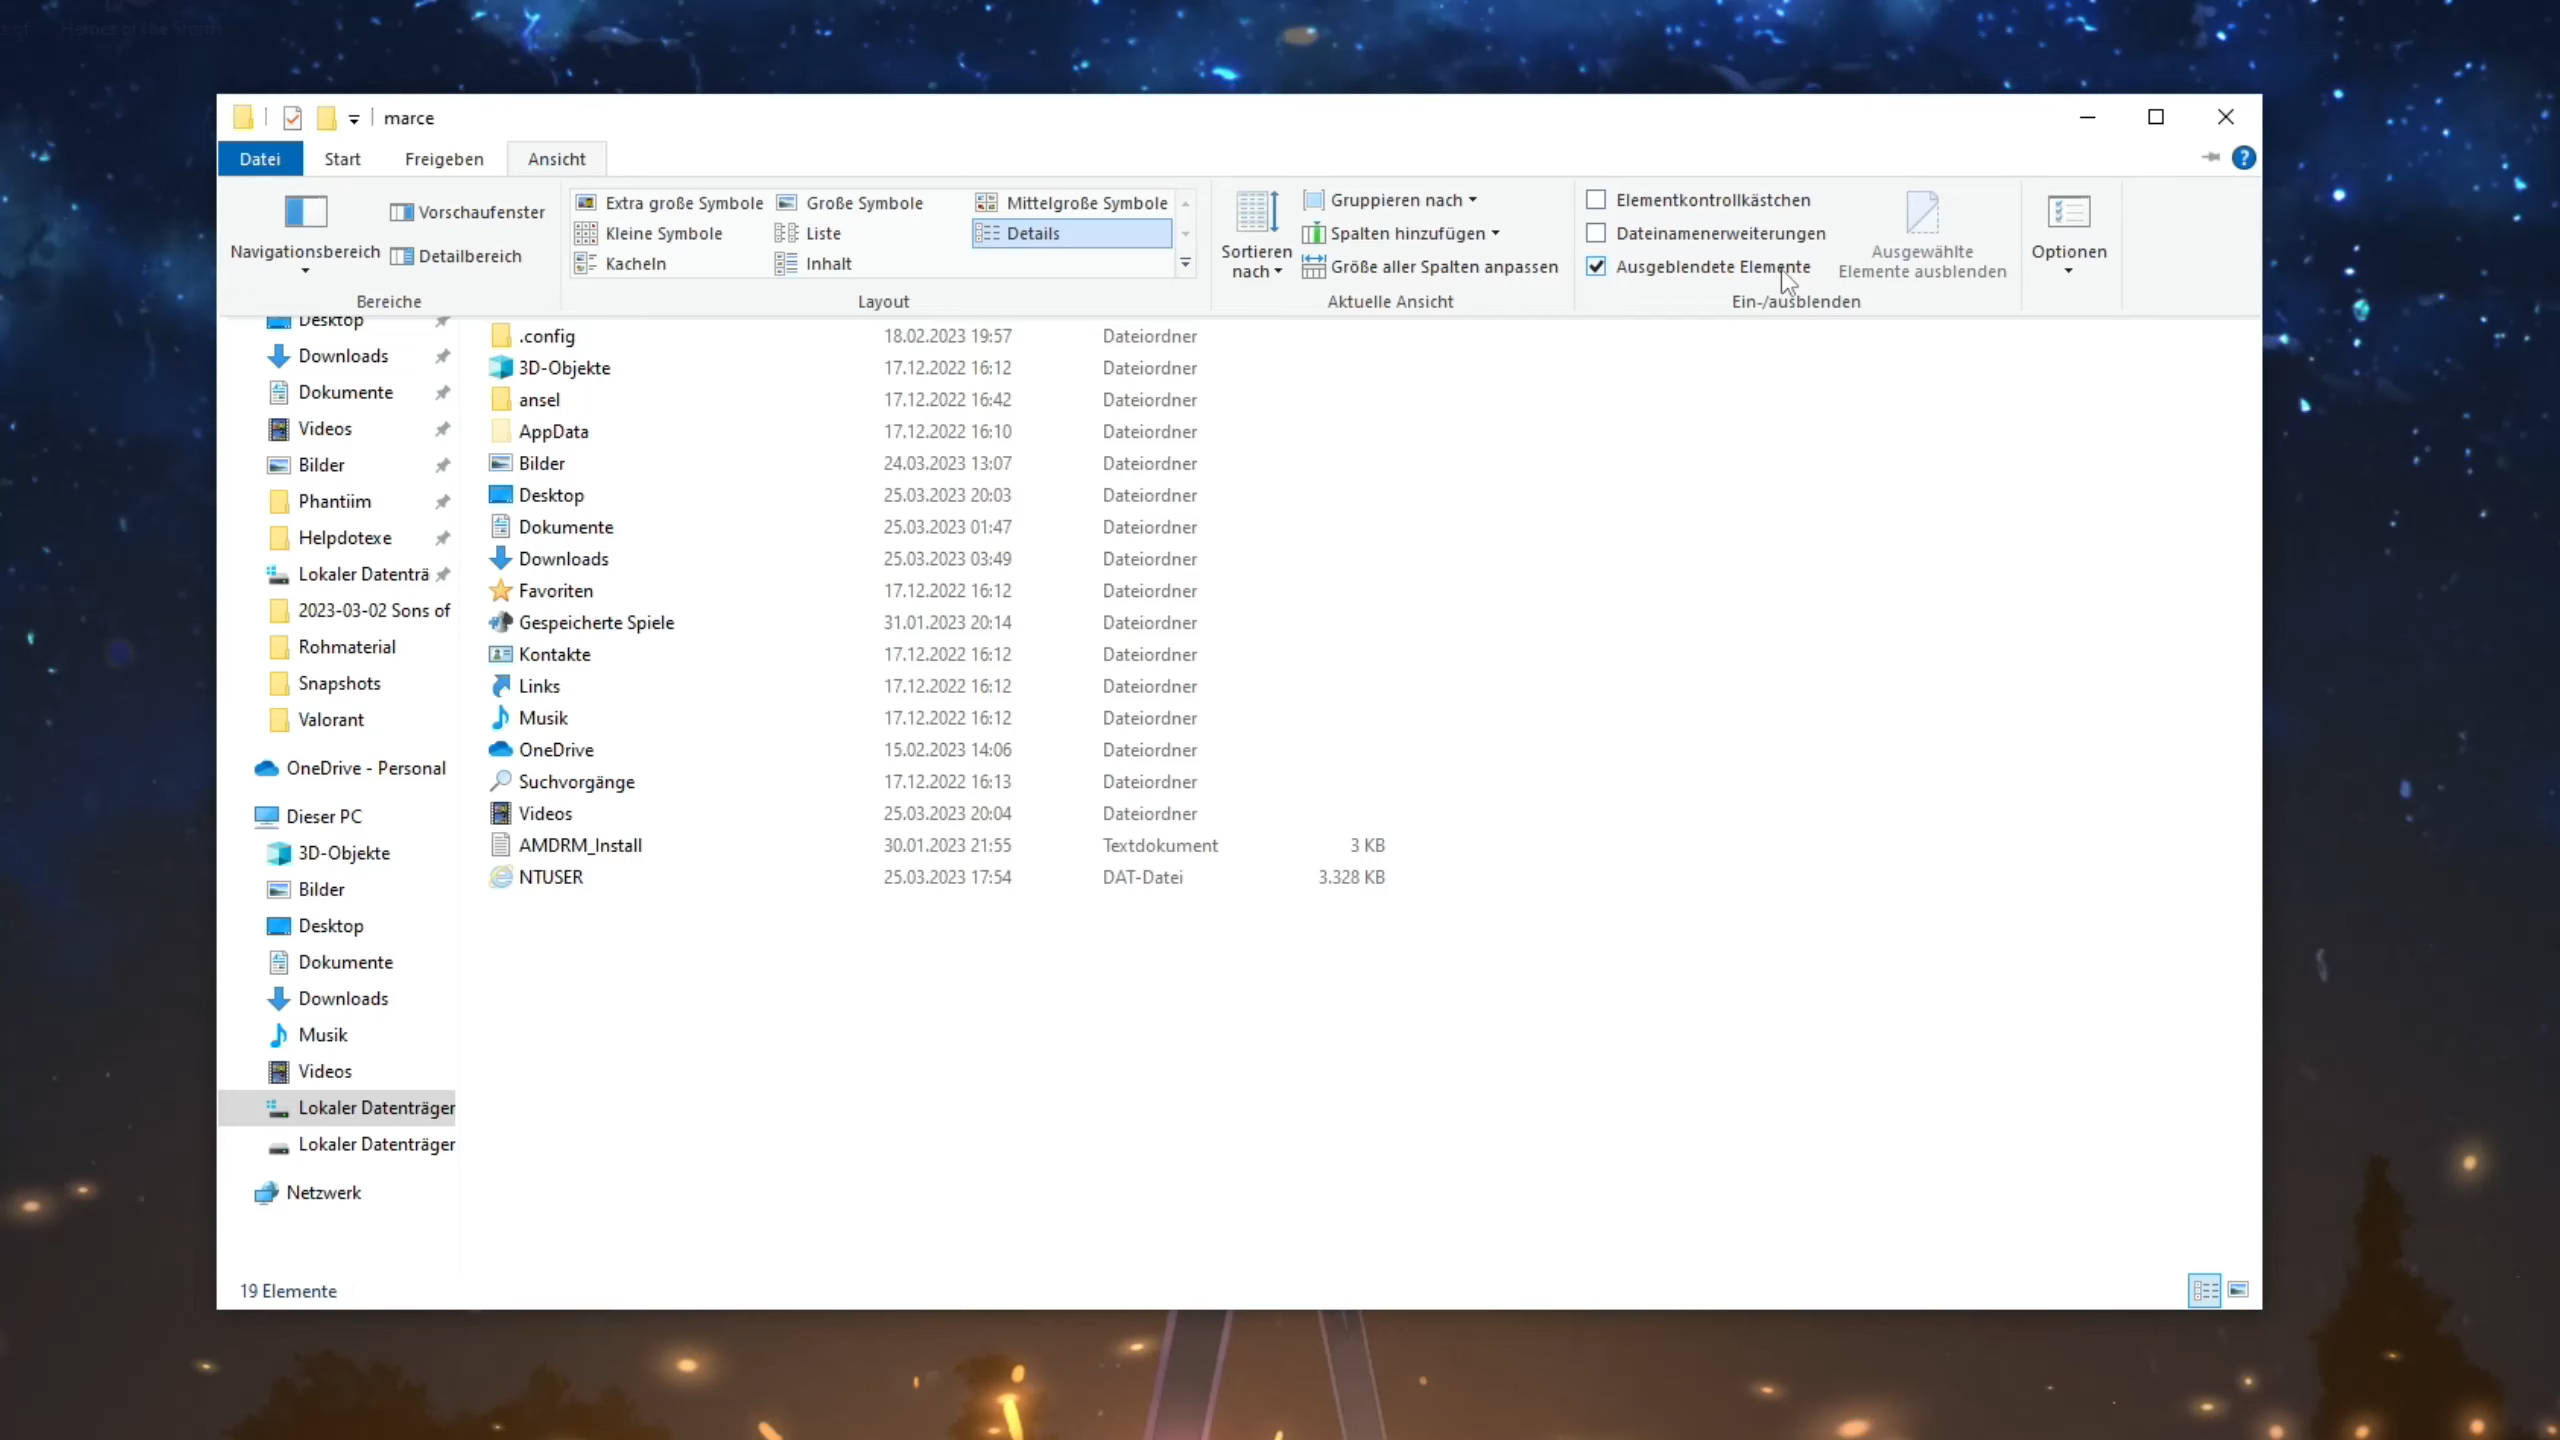 marce
Datei Start Freigeben Ansicht
Navigationsbereich
Vorschaufenster
Detailbereich
Bereiche
Extra große Symbole Große Symbole Mittelgroße Symbole
Kleine Symbole Liste Details
Kacheln Inhalt
Layout
Sortieren nach
Gruppieren nach
Spalten hinzufügen
Größe aller Spalten anpassen
Aktuelle Ansicht
Elementkontrollkästchen
Dateinamenerweiterungen
Ausgeblendete Elemente
Ausgewählte
Elemente ausblenden
Ein-/ausblenden
Optionen
Desktop
Downloads
Dokumente
Videos
Bilder
Phantiim
Helpdotexe
Lokaler Datenträ
2023-03-02 Sons of
Rohmaterial
Snapshots
Valorant
OneDrive - Personal
Dieser PC
3D-Objekte
Bilder
Desktop
Dokumente
Downloads
Musik
Videos
Lokaler Datenträger
Lokaler Datenträger
Netzwerk
.config 18.02.2023 19:57 Dateiordner
3D-Objekte 17.12.2022 16:12 Dateiordner
ansel 17.12.2022 16:42 Dateiordner
AppData 17.12.2022 16:10 Dateiordner
Bilder 24.03.2023 13:07 Dateiordner
Desktop 25.03.2023 20:03 Dateiordner
Dokumente 25.03.2023 01:47 Dateiordner
Downloads 25.03.2023 03:49 Dateiordner
Favoriten 17.12.2022 16:12 Dateiordner
Gespeicherte Spiele 31.01.2023 20:14 Dateiordner
Kontakte 17.12.2022 16:12 Dateiordner
Links 17.12.2022 16:12 Dateiordner
Musik 17.12.2022 16:12 Dateiordner
OneDrive 15.02.2023 14:06 Dateiordner
Suchvorgänge 17.12.2022 16:13 Dateiordner
Videos 25.03.2023 20:04 Dateiordner
AMDRM_Install 30.01.2023 21:55 Textdokument 3 KB
NTUSER 25.03.2023 17:54 DAT-Datei 3.328 KB
19 Elemente